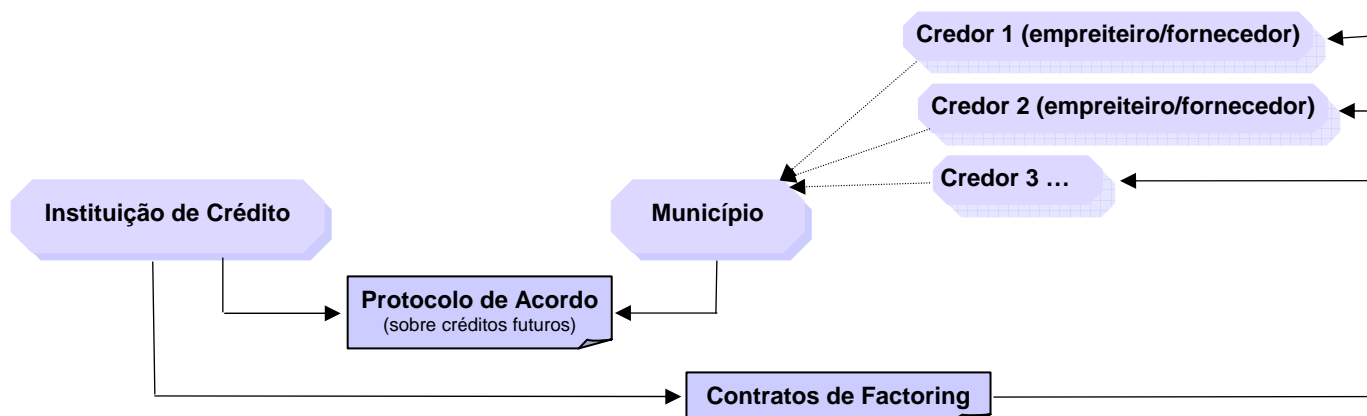 Credor 1 (empreiteiro/fornecedor)
Credor 2 (empreiteiro/fornecedor)
Credor 3 ...
Instituição de Crédito
Município
Protocolo de Acordo
(sobre créditos futuros)
Contratos de Factoring